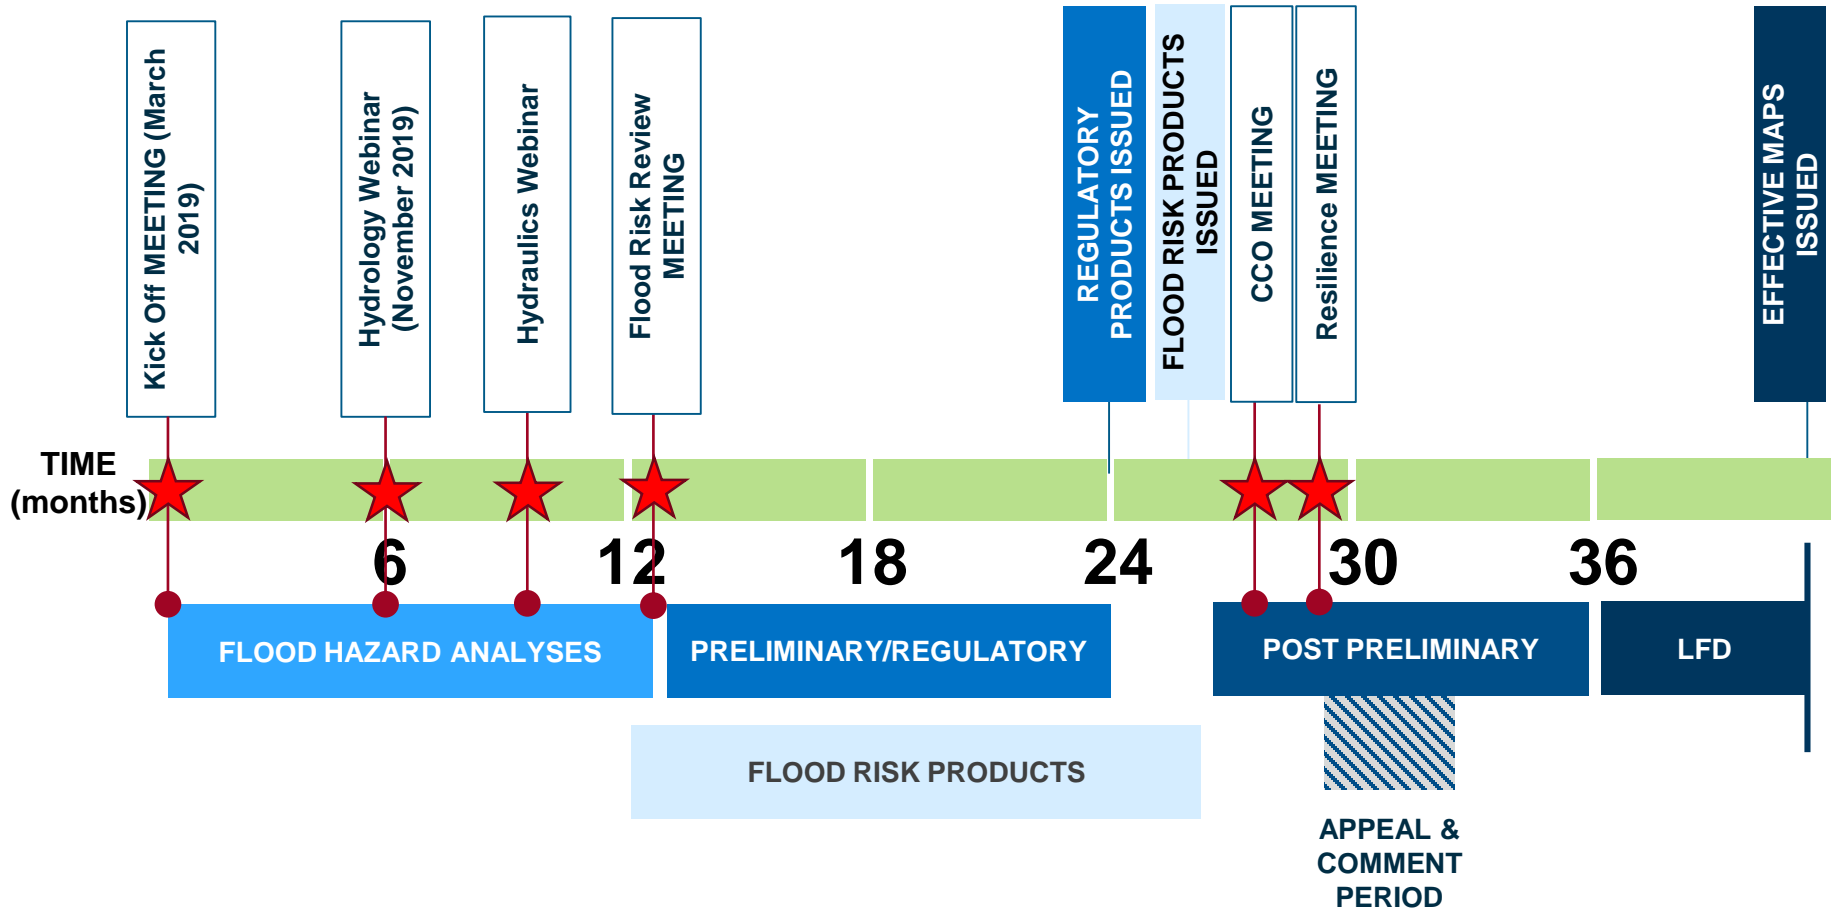 Kick Off MEETING (March
2019)
Hydrology Webinar
(November 2019)
Hydraulics Webinar
Flood Risk Review
MEETING
REGULATORY
PRODUCTS ISSUED
FLOOD RISK PRODUCTS
ISSUED
CCO MEETING
Resilience MEETING
EFFECTIVE MAPS
ISSUED
TIME
(months)
6
12
18
24
30
36
FLOOD HAZARD ANALYSES
PRELIMINARY/REGULATORY
POST PRELIMINARY
LFD
FLOOD RISK PRODUCTS
APPEAL &
COMMENT
PERIOD